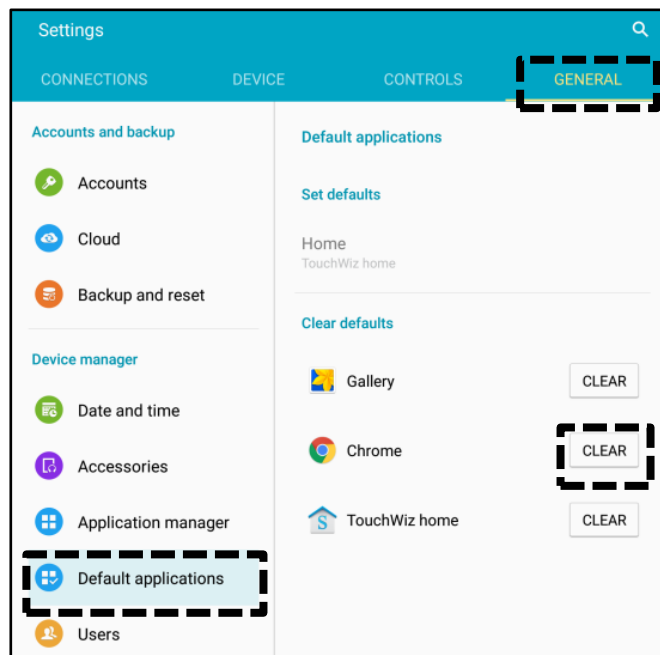 Settings
CONNECTIONS DEVICE CONTROLS GENERAL
Accounts and backup
Accounts
Cloud
Backup and reset
Device manager
Date and time
Accessories
Application manager
Default applications
Users
Default applications
Set defaults
Home
TouchWiz home
Clear defaults
Gallery CLEAR
Chrome CLEAR
S TouchWiz home CLEAR